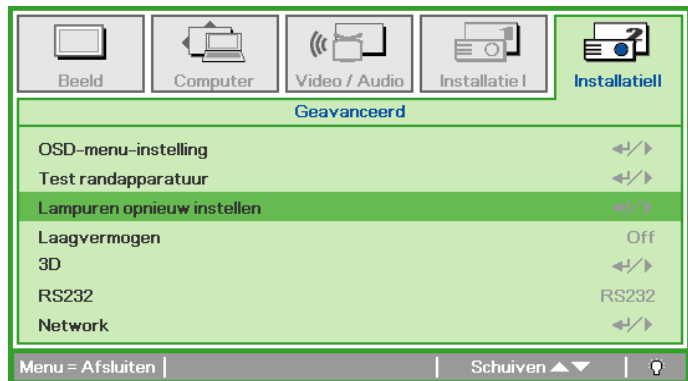 Beeld Computer Video / Audio Installatie I InstallatieII
Geavanceerd
OSD-menu-instelling
Test randapparatuur
Lampuren opnieuw instellen
Laagvermogen Off
3D
RS232 RS232
Network
Menu = Afsluiten Schuiven